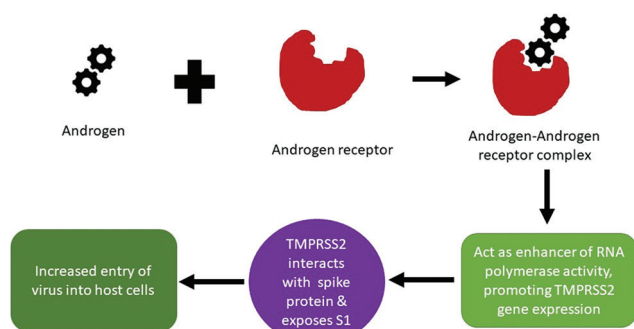 Androgen
Androgen receptor
Androgen-Androgen
receptor complex
Increased entry of
virus into host cells
TMPRSS2
interacts
with spike
protein &
exposes S1
Act as enhancer of RNA
polymerase activity,
promoting TMPRSS2
gene expression